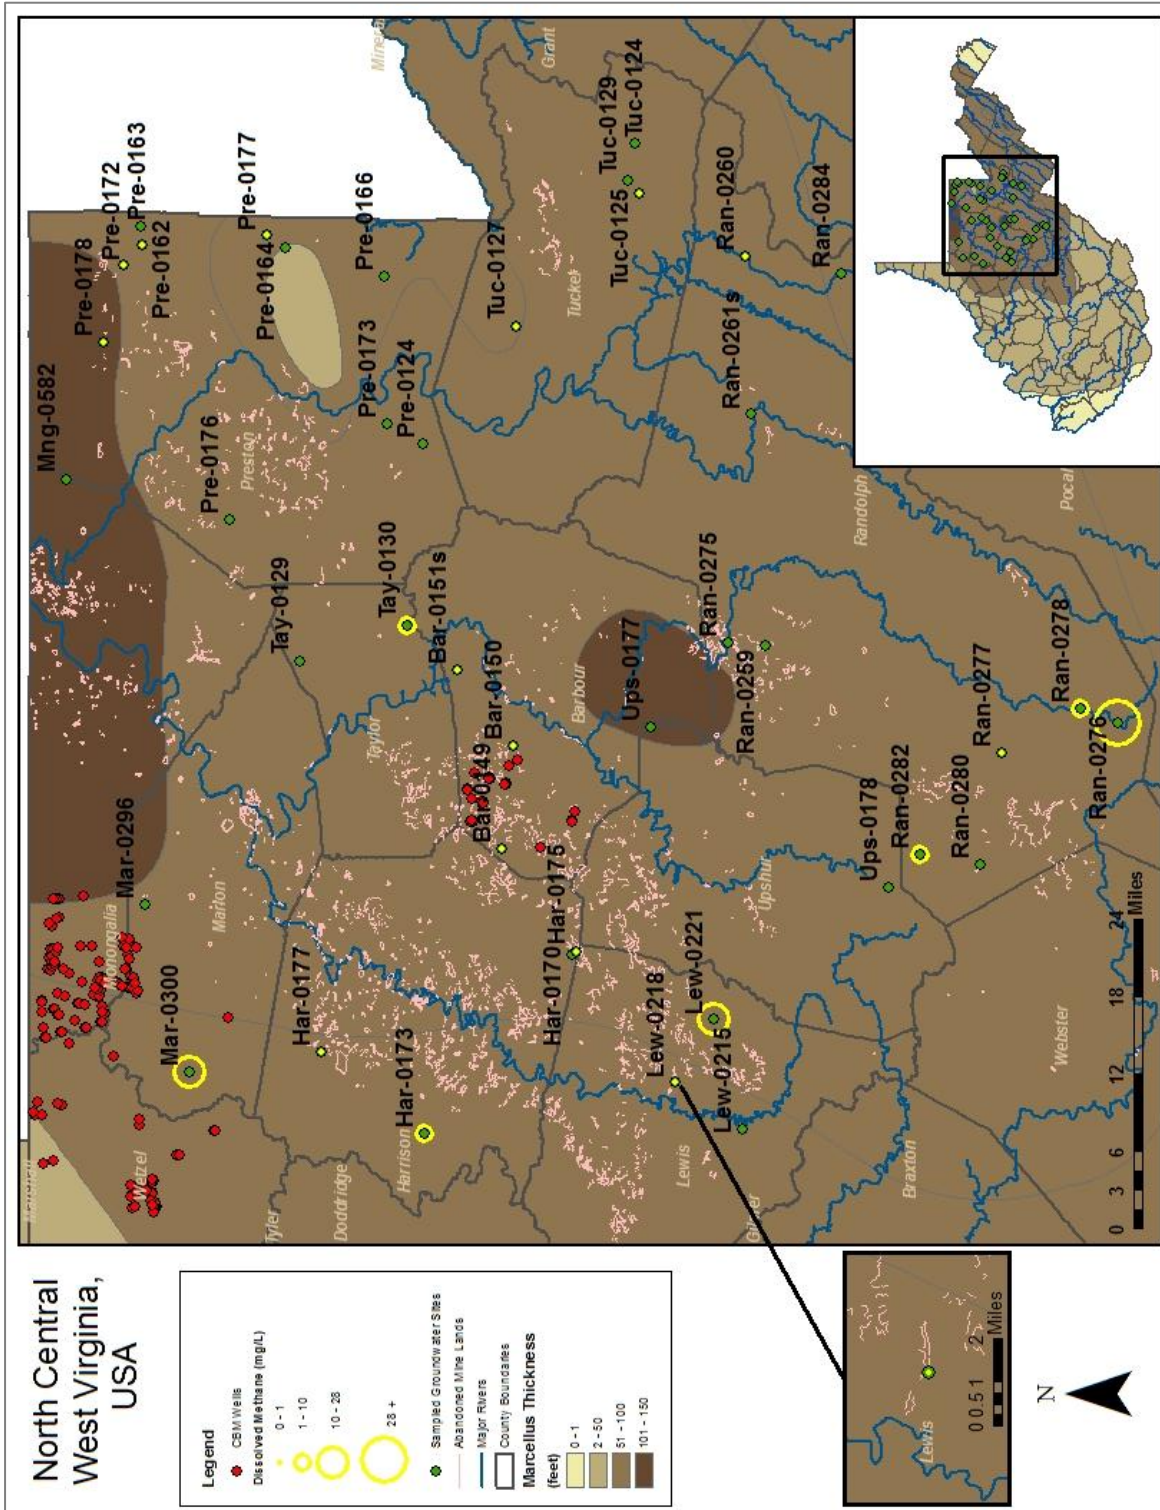 North Central
West Virginia,
USA
Legend
CBM Wells
Dissolved Methane (mg/L)
0 - 1
1 - 10
10 - 28
28 +
Sampled Groundwater Sites
Abandoned Mine Lands
Major Rivers
County Boundaries
Marcellus Thickness
(feet)
0 - 1
2 - 50
51 - 100
101 - 150
N
Lewis
0 0.5 1 2
Miles
Marshall
Wetzel
Tyler
Doddridge
Harrison
Lewis
Gilmer
Braxton
Monongalia
Marion
Taylor
Barbour
Upshur
Webster
Preston
Tucker
Randolph
Pocah
Mineral
Grant
Mar-0300
Mar-0296
Mng-0582
Pre-0178
Pre-0172
Pre-0163
Pre-0162
Pre-0177
Pre-0164
Pre-0166
Pre-0176
Pre-0173
Pre-0124
Tay-0129
Tay-0130
Har-0177
Har-0173
Har-0170
Har-0175
Bar-0149
Bar-0150
Bar-0151s
Tuc-0127
Tuc-0125
Tuc-0129
Tuc-0124
Lew-0218
Lew-0215
Lew-0221
Ups-0177
Ups-0178
Ran-0275
Ran-0259
Ran-0261s
Ran-0260
Ran-0284
Ran-0282
Ran-0280
Ran-0277
Ran-0278
Ran-0276
0 3 6 12 18 24
Miles